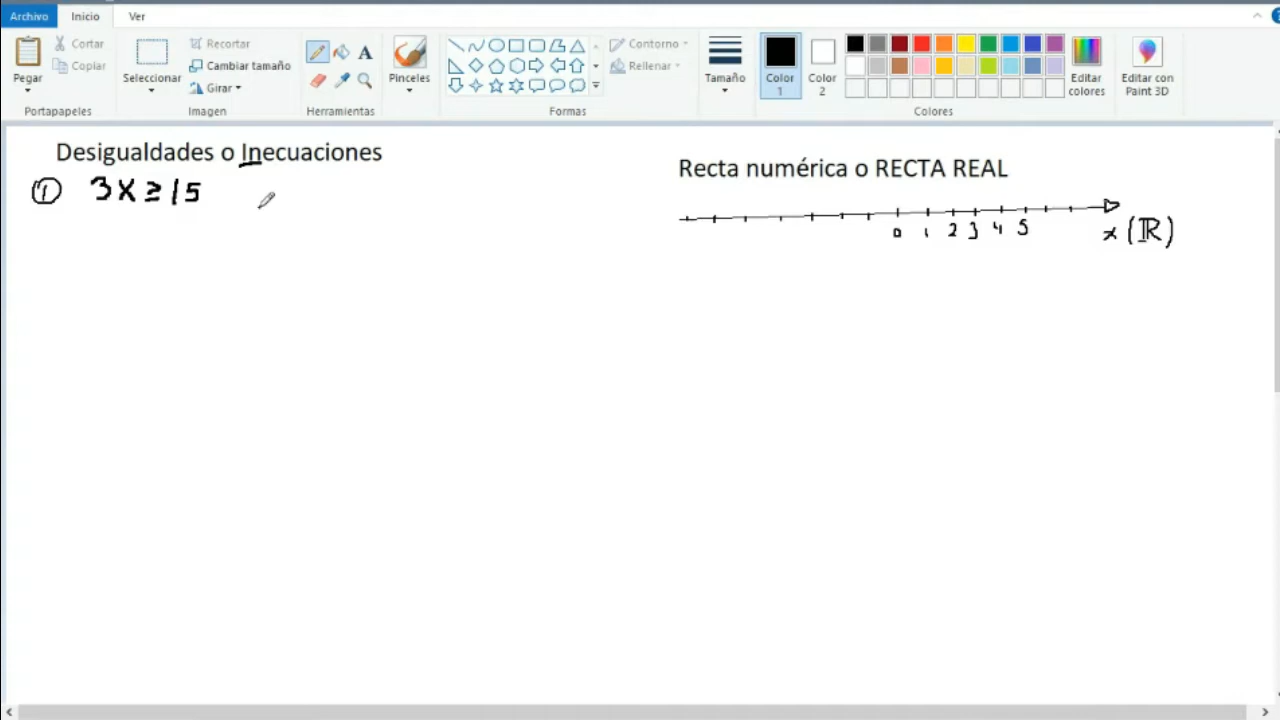 Archivo Inicio Ver
Pegar
Cortar
Copiar
Portapapeles
Seleccionar
Recortar
Cambiar tamaño
Girar
Imagen
A
Herramientas
Pinceles
Contorno
Rellenar
Formas
Tamaño
Color 1
Color 2
Editar colores
Editar con Paint 3D
Colores
Desigualdades o Inecuaciones
① 3X ≥ 15
Recta numérica o RECTA REAL
0 1 2 3 4 5 x (ℝ)